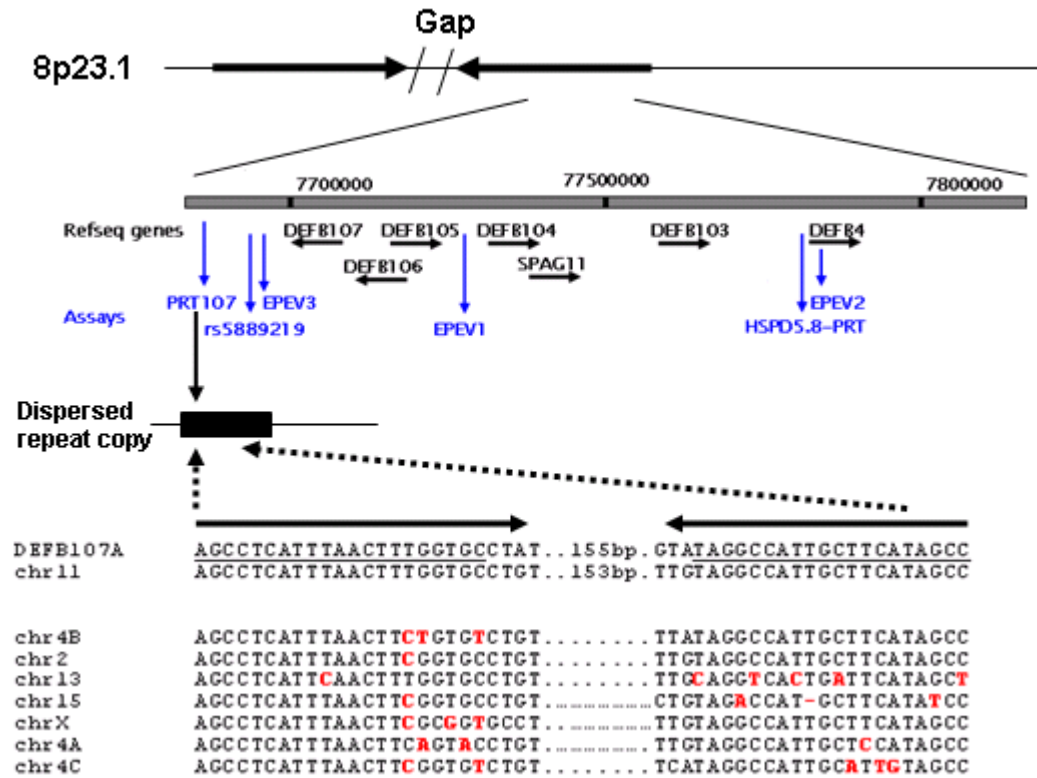 Gap
8p23.1
7700000 77500000 7800000
Refseq genes DEFB107 DEFB105 DEFB104 DEFB103 DEFB4
DEFB106 SPAG11
PRT107 EPEV3 EPEV2
Assays rs5889219 EPEV1 HSPD5.8-PRT
Dispersed
repeat copy
DEFB107A AGCCTCATTTAACTTTGGTGCCTAT..155bp.GTATAGGCCATTGCTTCATAGCC
chr11 AGCCTCATTTAACTTTGGTGCCTGT..153bp.TTGTAGGCCATTGCTTCATAGCC
chr4B AGCCTCATTTAACTTCTGTGTCTGT........TTATAGGCCATTGCTTCATAGCC
chr2 AGCCTCATTTAACTTCGGTGCCTGT........TTGTAGGCCATTGCTTCATAGCC
chr13 AGCCTCATTCAACTTTGGTGCCTGT........TTGCAGGTCACTGATTCATAGCT
chr15 AGCCTCATTTAACTTCGGTGCCTGT................CTGTAGACCAT-GCTTCATATCC
chrX AGCCTCATTTAACTTCGCGGTGCCT................TTGTAGGCCATTGCTTCATAGCC
chr4A AGCCTCATTTAACTTCAGTACCTGT................TTGTAGGCCATTGCTCCATAGCC
chr4C AGCCTCATTTAACTTCGGTGTCTGT................TCATAGGCCATTGCATTGTAGCC